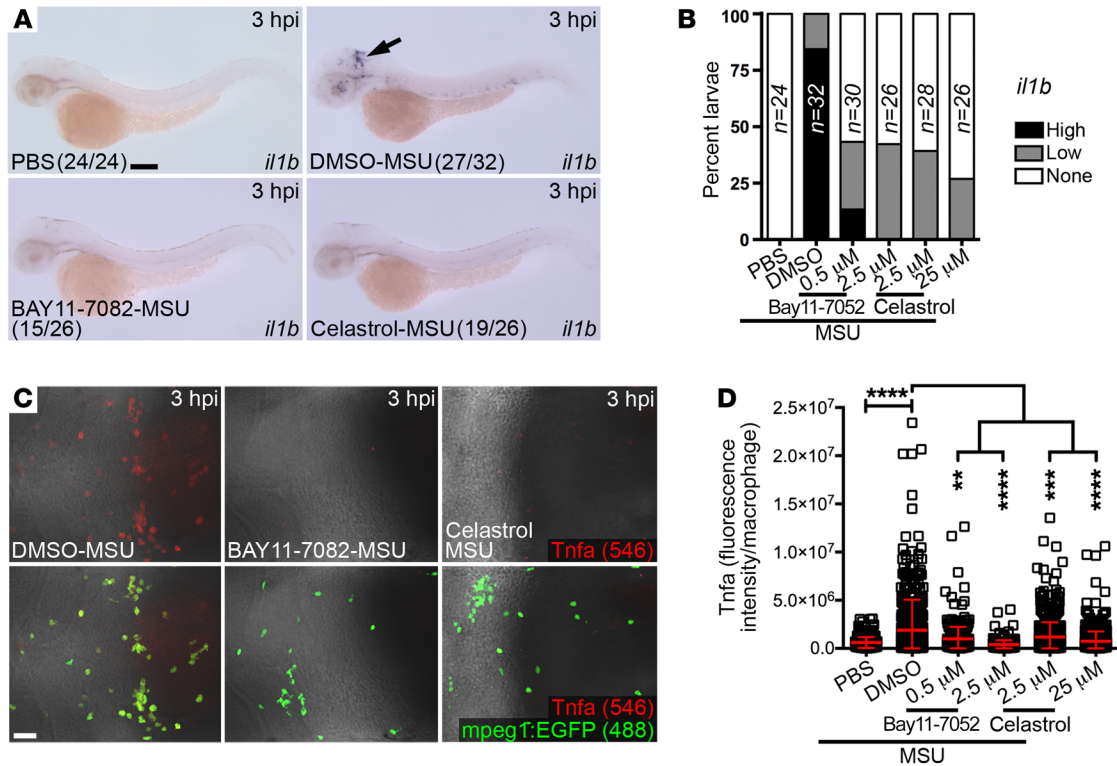 A
3 hpi
PBS(24/24)
il1b
3 hpi
DMSO-MSU(27/32)
il1b
3 hpi
BAY11-7082-MSU
(15/26)
il1b
3 hpi
Celastrol-MSU(19/26)
il1b
B
Percent larvae
100
75
50
25
0
n=24
n=32
n=30
n=26
n=28
n=26
PBS
DMSO
0.5 µM
2.5 µM
2.5 µM
25 µM
Bay11-7052
Celastrol
MSU
il1b
High
Low
None
C
3 hpi
DMSO-MSU
3 hpi
BAY11-7082-MSU
3 hpi
Celastrol
MSU
Tnfa (546)
Tnfa (546)
mpeg1:EGFP (488)
D
Tnfa (fluorescence
intensity/macrophage)
2.5×10⁷
2.0×10⁷
1.5×10⁷
1.0×10⁷
5.0×10⁶
0.0
****
**
****
***
****
PBS
DMSO
0.5 µM
2.5 µM
2.5 µM
25 µM
Bay11-7052
Celastrol
MSU